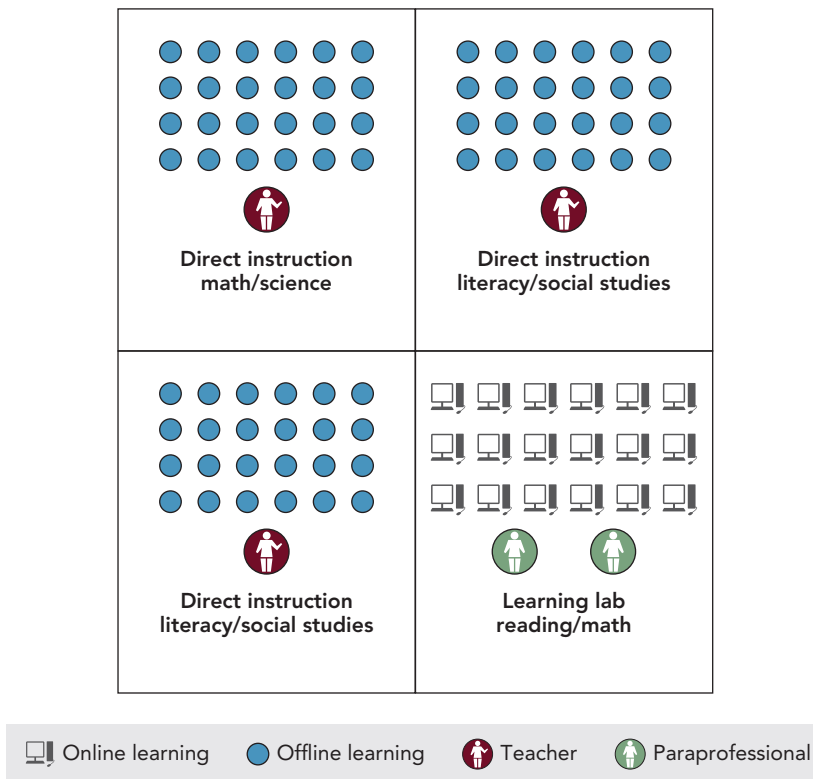 Direct instruction
math/science
Direct instruction
literacy/social studies
Direct instruction
literacy/social studies
Learning lab
reading/math
Online learning
Offline learning
Teacher
Paraprofessional